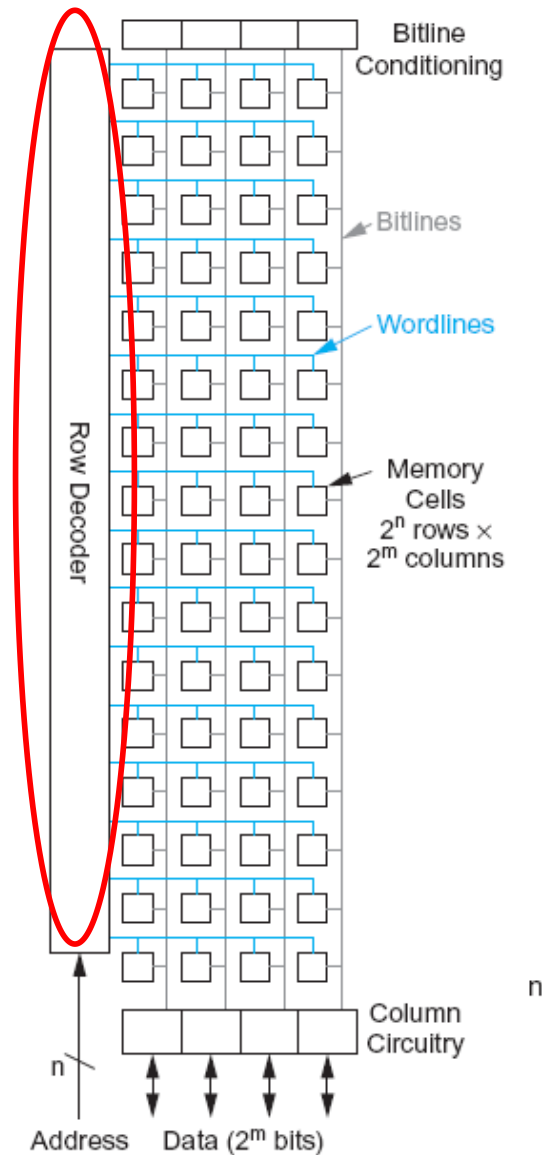 Bitline
Conditioning
Bitlines
Wordlines
Row Decoder
Memory
Cells
2ⁿ rows ×
2ᵐ columns
n
Column
Circuitry
n
Address
Data (2ᵐ bits)